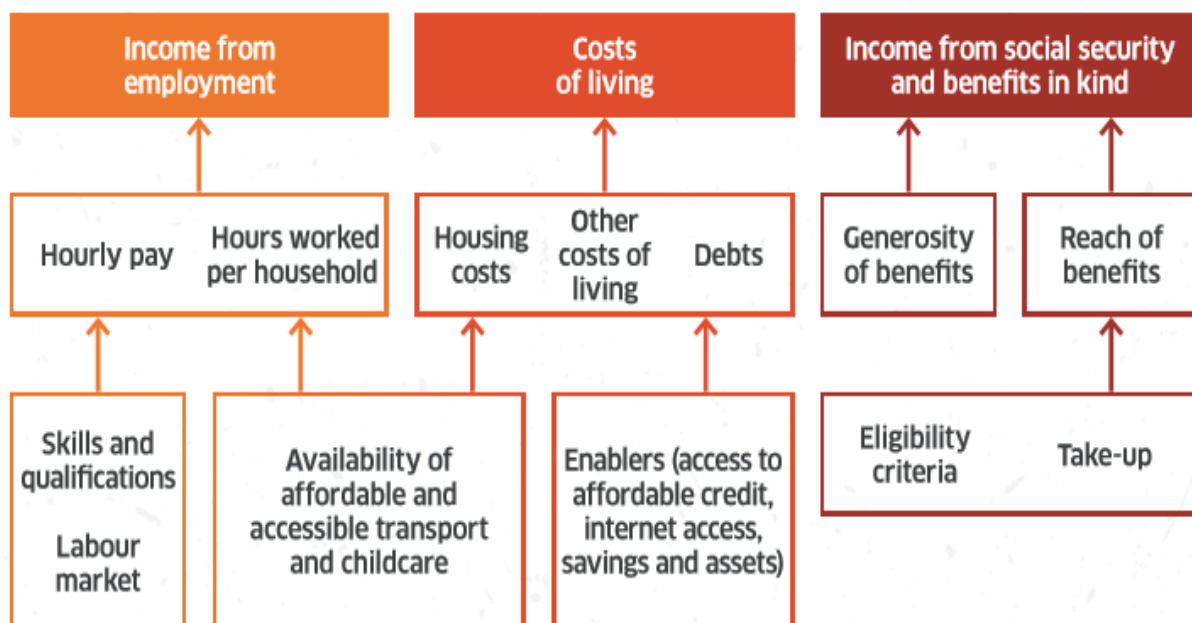 Income from
employment
Costs
of living
Income from social security
and benefits in kind
Hourly pay
Hours worked
per household
Housing
costs
Other
costs of
living
Debts
Generosity
of benefits
Reach of
benefits
Skills and
qualifications
Labour
market
Availability of
affordable and
accessible transport
and childcare
Enablers (access to
affordable credit,
internet access,
savings and assets)
Eligibility
criteria
Take-up